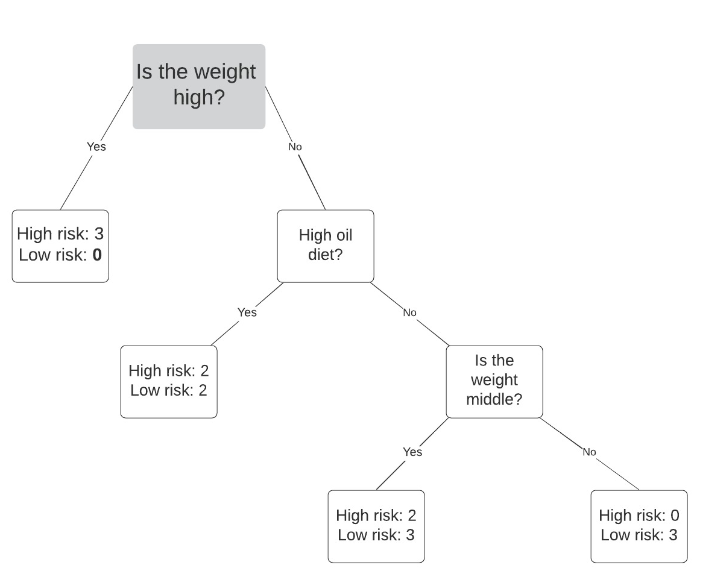 Is the weight
high?
Yes
No
High risk: 3
Low risk: 0
High oil
diet?
Yes
No
High risk: 2
Low risk: 2
Is the
weight
middle?
Yes
No
High risk: 2
Low risk: 3
High risk: 0
Low risk: 3